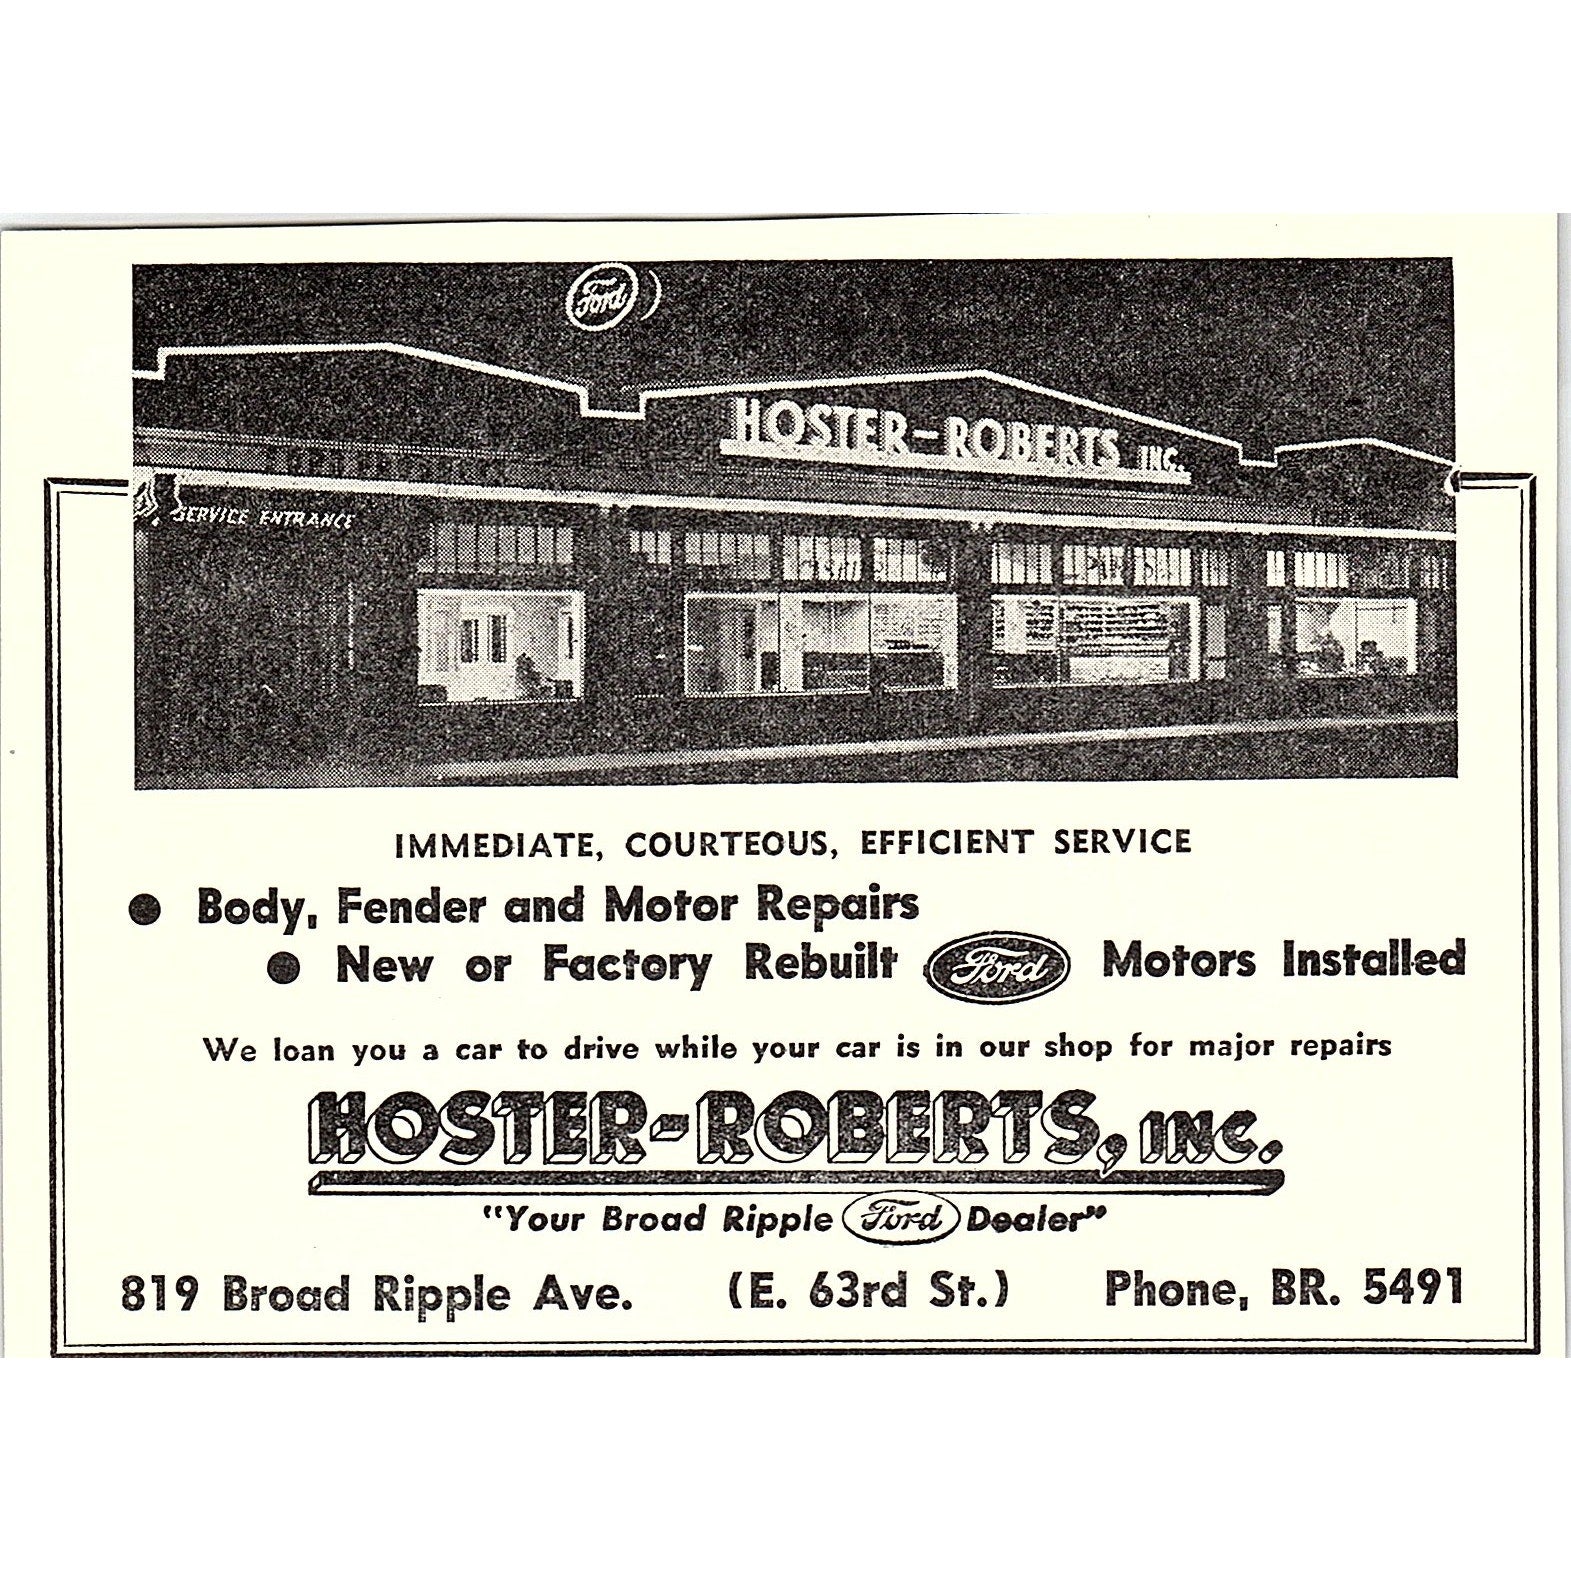 Ford
HOSTER-ROBERTS INC.
SERVICE ENTRANCE
IMMEDIATE, COURTEOUS, EFFICIENT SERVICE
● Body, Fender and Motor Repairs
● New or Factory Rebuilt Ford Motors Installed
We loan you a car to drive while your car is in our shop for major repairs
HOSTER-ROBERTS, INC.
"Your Broad Ripple Ford Dealer"
819 Broad Ripple Ave. (E. 63rd St.) Phone, BR. 5491